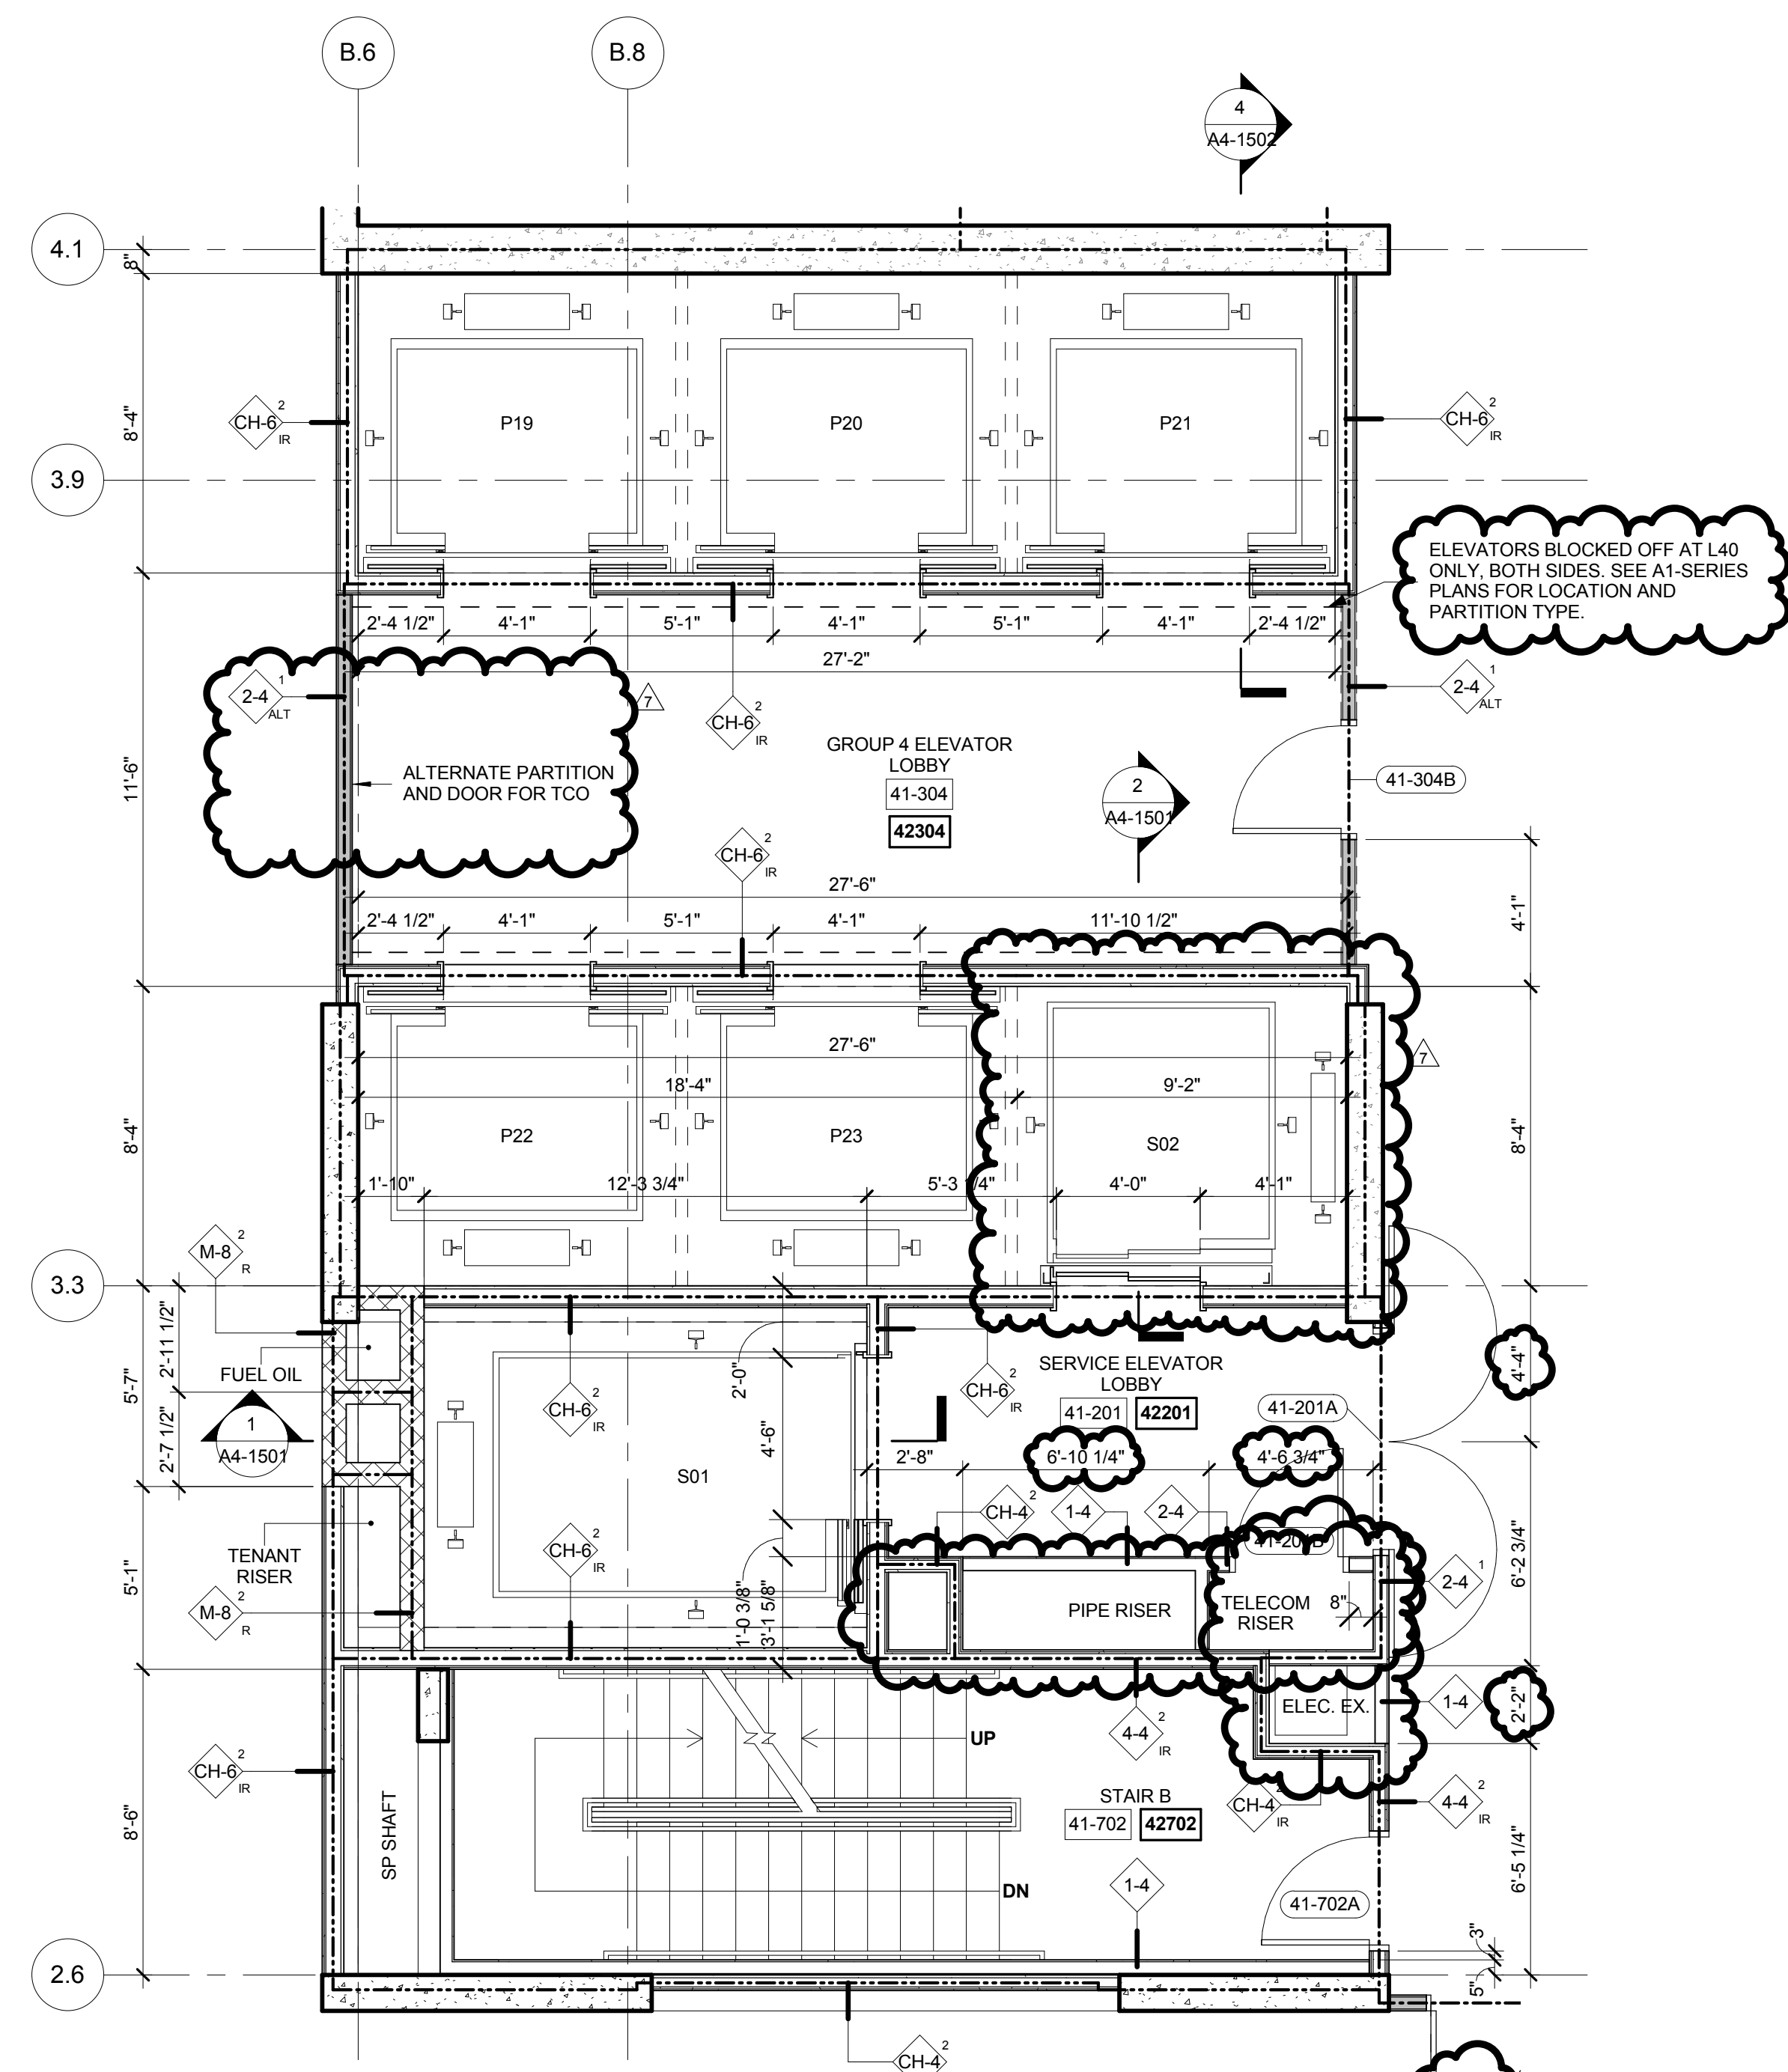 B.6
B.8
4
A4-1502
4.1
8"
P19
P20
P21
8'-4"
CH-6
2
IR
CH-6
2
IR
3.9
ELEVATORS BLOCKED OFF AT L40
ONLY, BOTH SIDES. SEE A1-SERIES
PLANS FOR LOCATION AND
PARTITION TYPE.
2'-4 1/2"
4'-1"
5'-1"
4'-1"
5'-1"
4'-1"
2'-4 1/2"
27'-2"
2-4
1
ALT
7
CH-6
2
IR
2-4
1
ALT
GROUP 4 ELEVATOR
LOBBY
41-304
42304
ALTERNATE PARTITION
AND DOOR FOR TCO
11'-6"
2
A4-1501
41-304B
CH-6
2
IR
27'-6"
2'-4 1/2"
4'-1"
5'-1"
4'-1"
11'-10 1/2"
4'-1"
27'-6"
7
18'-4"
9'-2"
8'-4"
P22
P23
S02
8'-4"
1'-10"
12'-3 3/4"
5'-3 1/4"
4'-0"
4'-1"
M-8
2
R
3.3
2'-11 1/2"
FUEL OIL
5'-7"
1
A4-1501
2'-7 1/2"
2'-0"
CH-6
2
IR
CH-6
2
IR
SERVICE ELEVATOR
LOBBY
41-201
42201
41-201A
4'-4"
4'-6"
2'-8"
6'-10 1/4"
4'-6 3/4"
S01
CH-4
2
1-4
2-4
TENANT
RISER
5'-1"
CH-6
2
IR
M-8
2
R
1'-0 3/8"
3'-1 5/8"
PIPE RISER
TELECOM
RISER
8"
2-4
1
6'-2 3/4"
ELEC. EX.
1-4
2'-2"
4-4
2
IR
UP
CH-6
2
IR
SP SHAFT
8'-6"
STAIR B
41-702
42702
CH-4
2
IR
4-4
2
IR
1-4
DN
41-702A
6'-5 1/4"
3"
5"
2.6
CH-4
2